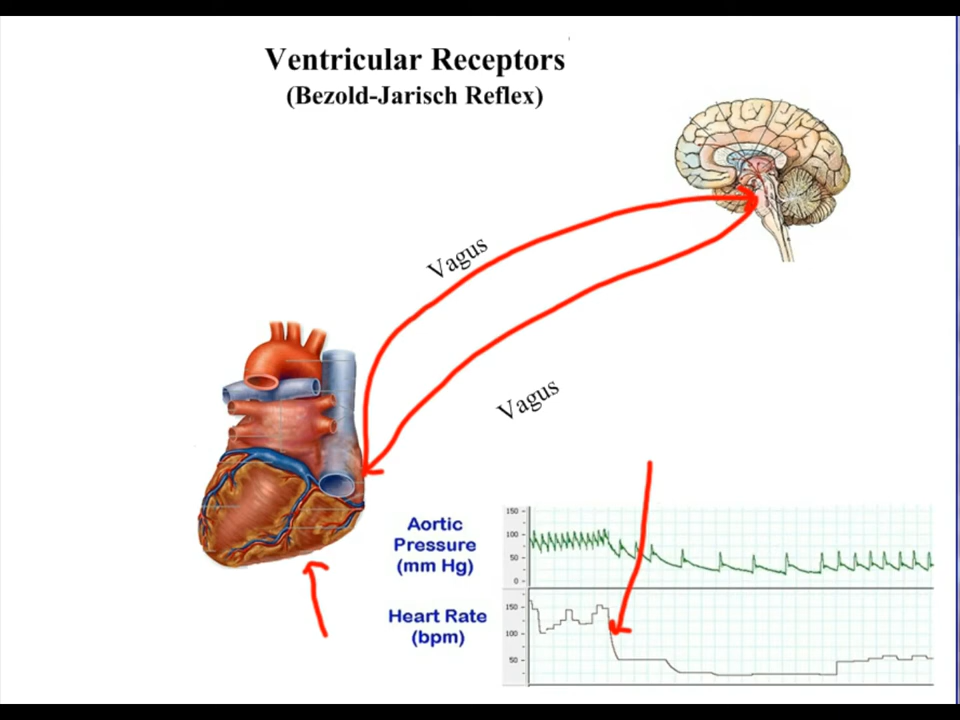 Ventricular Receptors
(Bezold-Jarisch Reflex)
Vagus
Vagus
Aortic
Pressure
(mm Hg)
150
100
50
0
Heart Rate
(bpm)
150
100
50